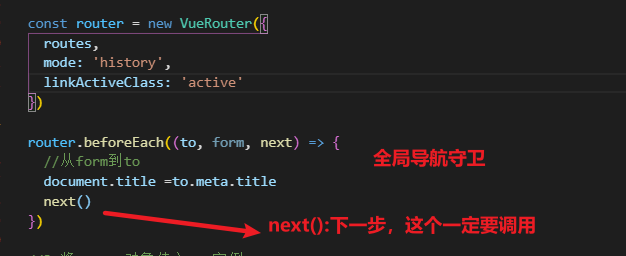 const router = new VueRouter({
routes,
mode: 'history',
linkActiveClass: 'active'
})
router.beforeEach((to, form, next) => {
全局导航守卫
//从form到to
document.title =to.meta.title
next()
next():下一步，这个一定要调用
})